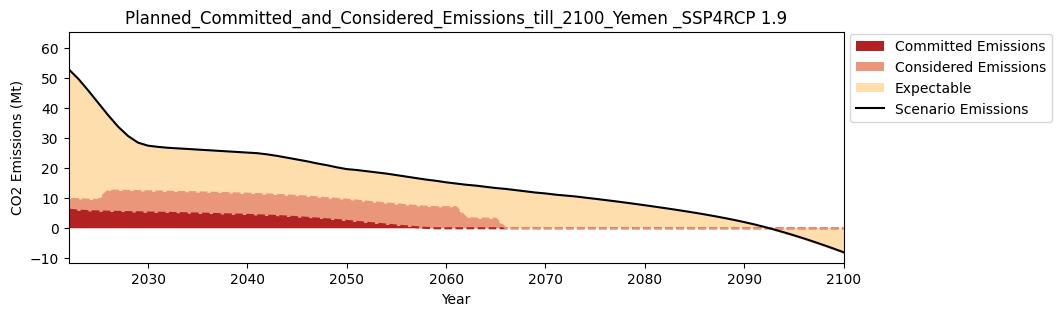 Planned_Committed_and_Considered_Emissions_till_2100_Yemen _SSP4RCP 1.9
60
50
40
30
20
10
0
−10
CO2 Emissions (Mt)
2030
2040
2050
2060
2070
2080
2090
2100
Year
Committed Emissions
Considered Emissions
Expectable
Scenario Emissions